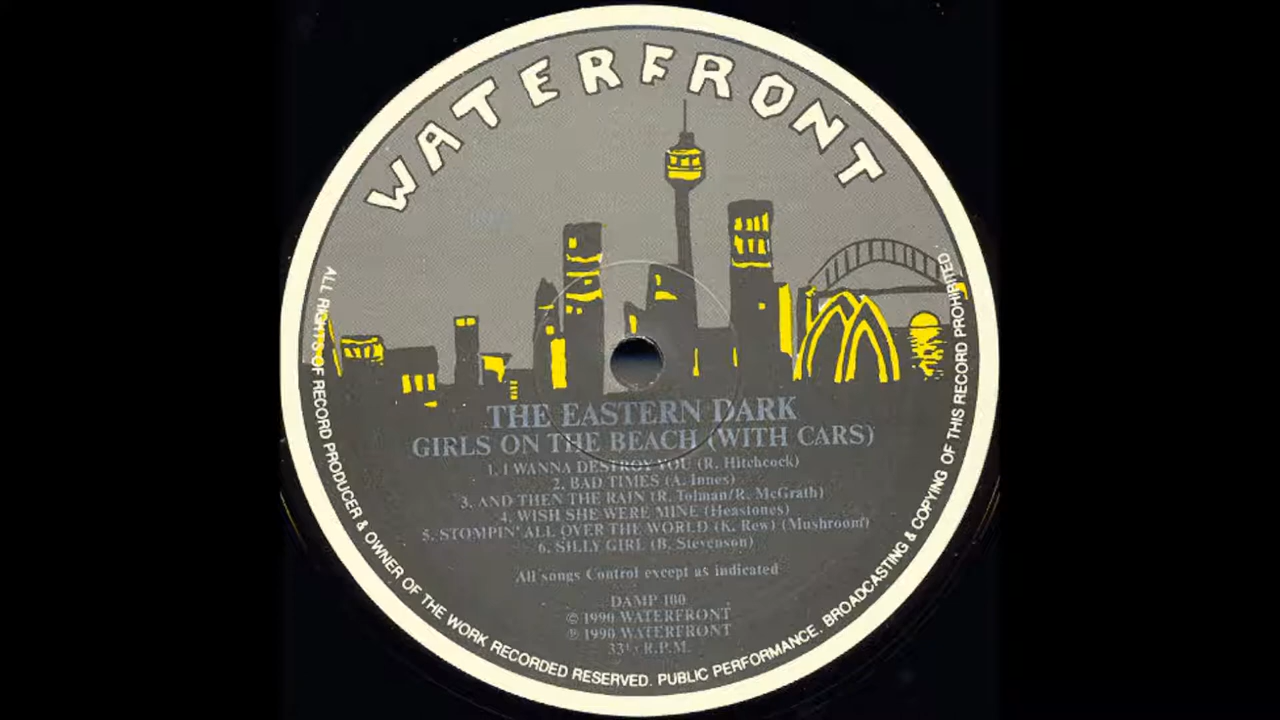 WATERFRONT
THE EASTERN DARK
GIRLS ON THE BEACH (WITH CARS)
1. I WANNA DESTROY YOU (R. Hitchcock)
2. BAD TIMES (A. Innes)
3. AND THEN THE RAIN (R. Tolman/R. McGrath)
4. WISH SHE WERE MINE (Heastones)
5. STOMPIN' ALL OVER THE WORLD (K. Rew) (Mushroom)
6. SILLY GIRL (B. Stevenson)
All songs Control except as indicated
DAMP 100
© 1990 WATERFRONT
℗ 1990 WATERFRONT
33⅓ R.P.M.
ALL RIGHTS OF RECORD PRODUCER & OWNER OF THE WORK RECORDED RESERVED. PUBLIC PERFORMANCE. BROADCASTING & COPYING OF THIS RECORD PROHIBITED.